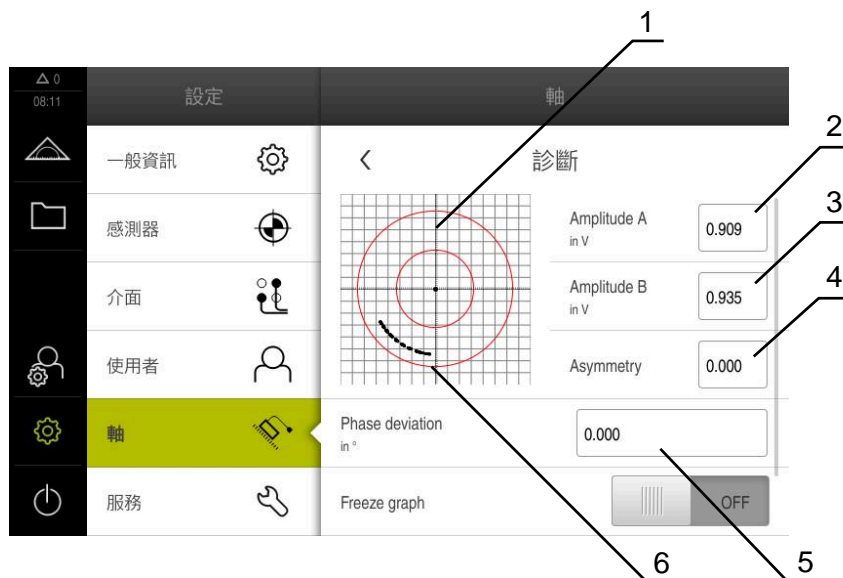 1
△ 0
08:11
設定
軸
2
一般資訊
診斷
感測器
Amplitude A
in V
0.909
3
介面
Amplitude B
in V
0.935
4
使用者
Asymmetry
0.000
軸
Phase deviation
in °
0.000
服務
Freeze graph
OFF
6
5